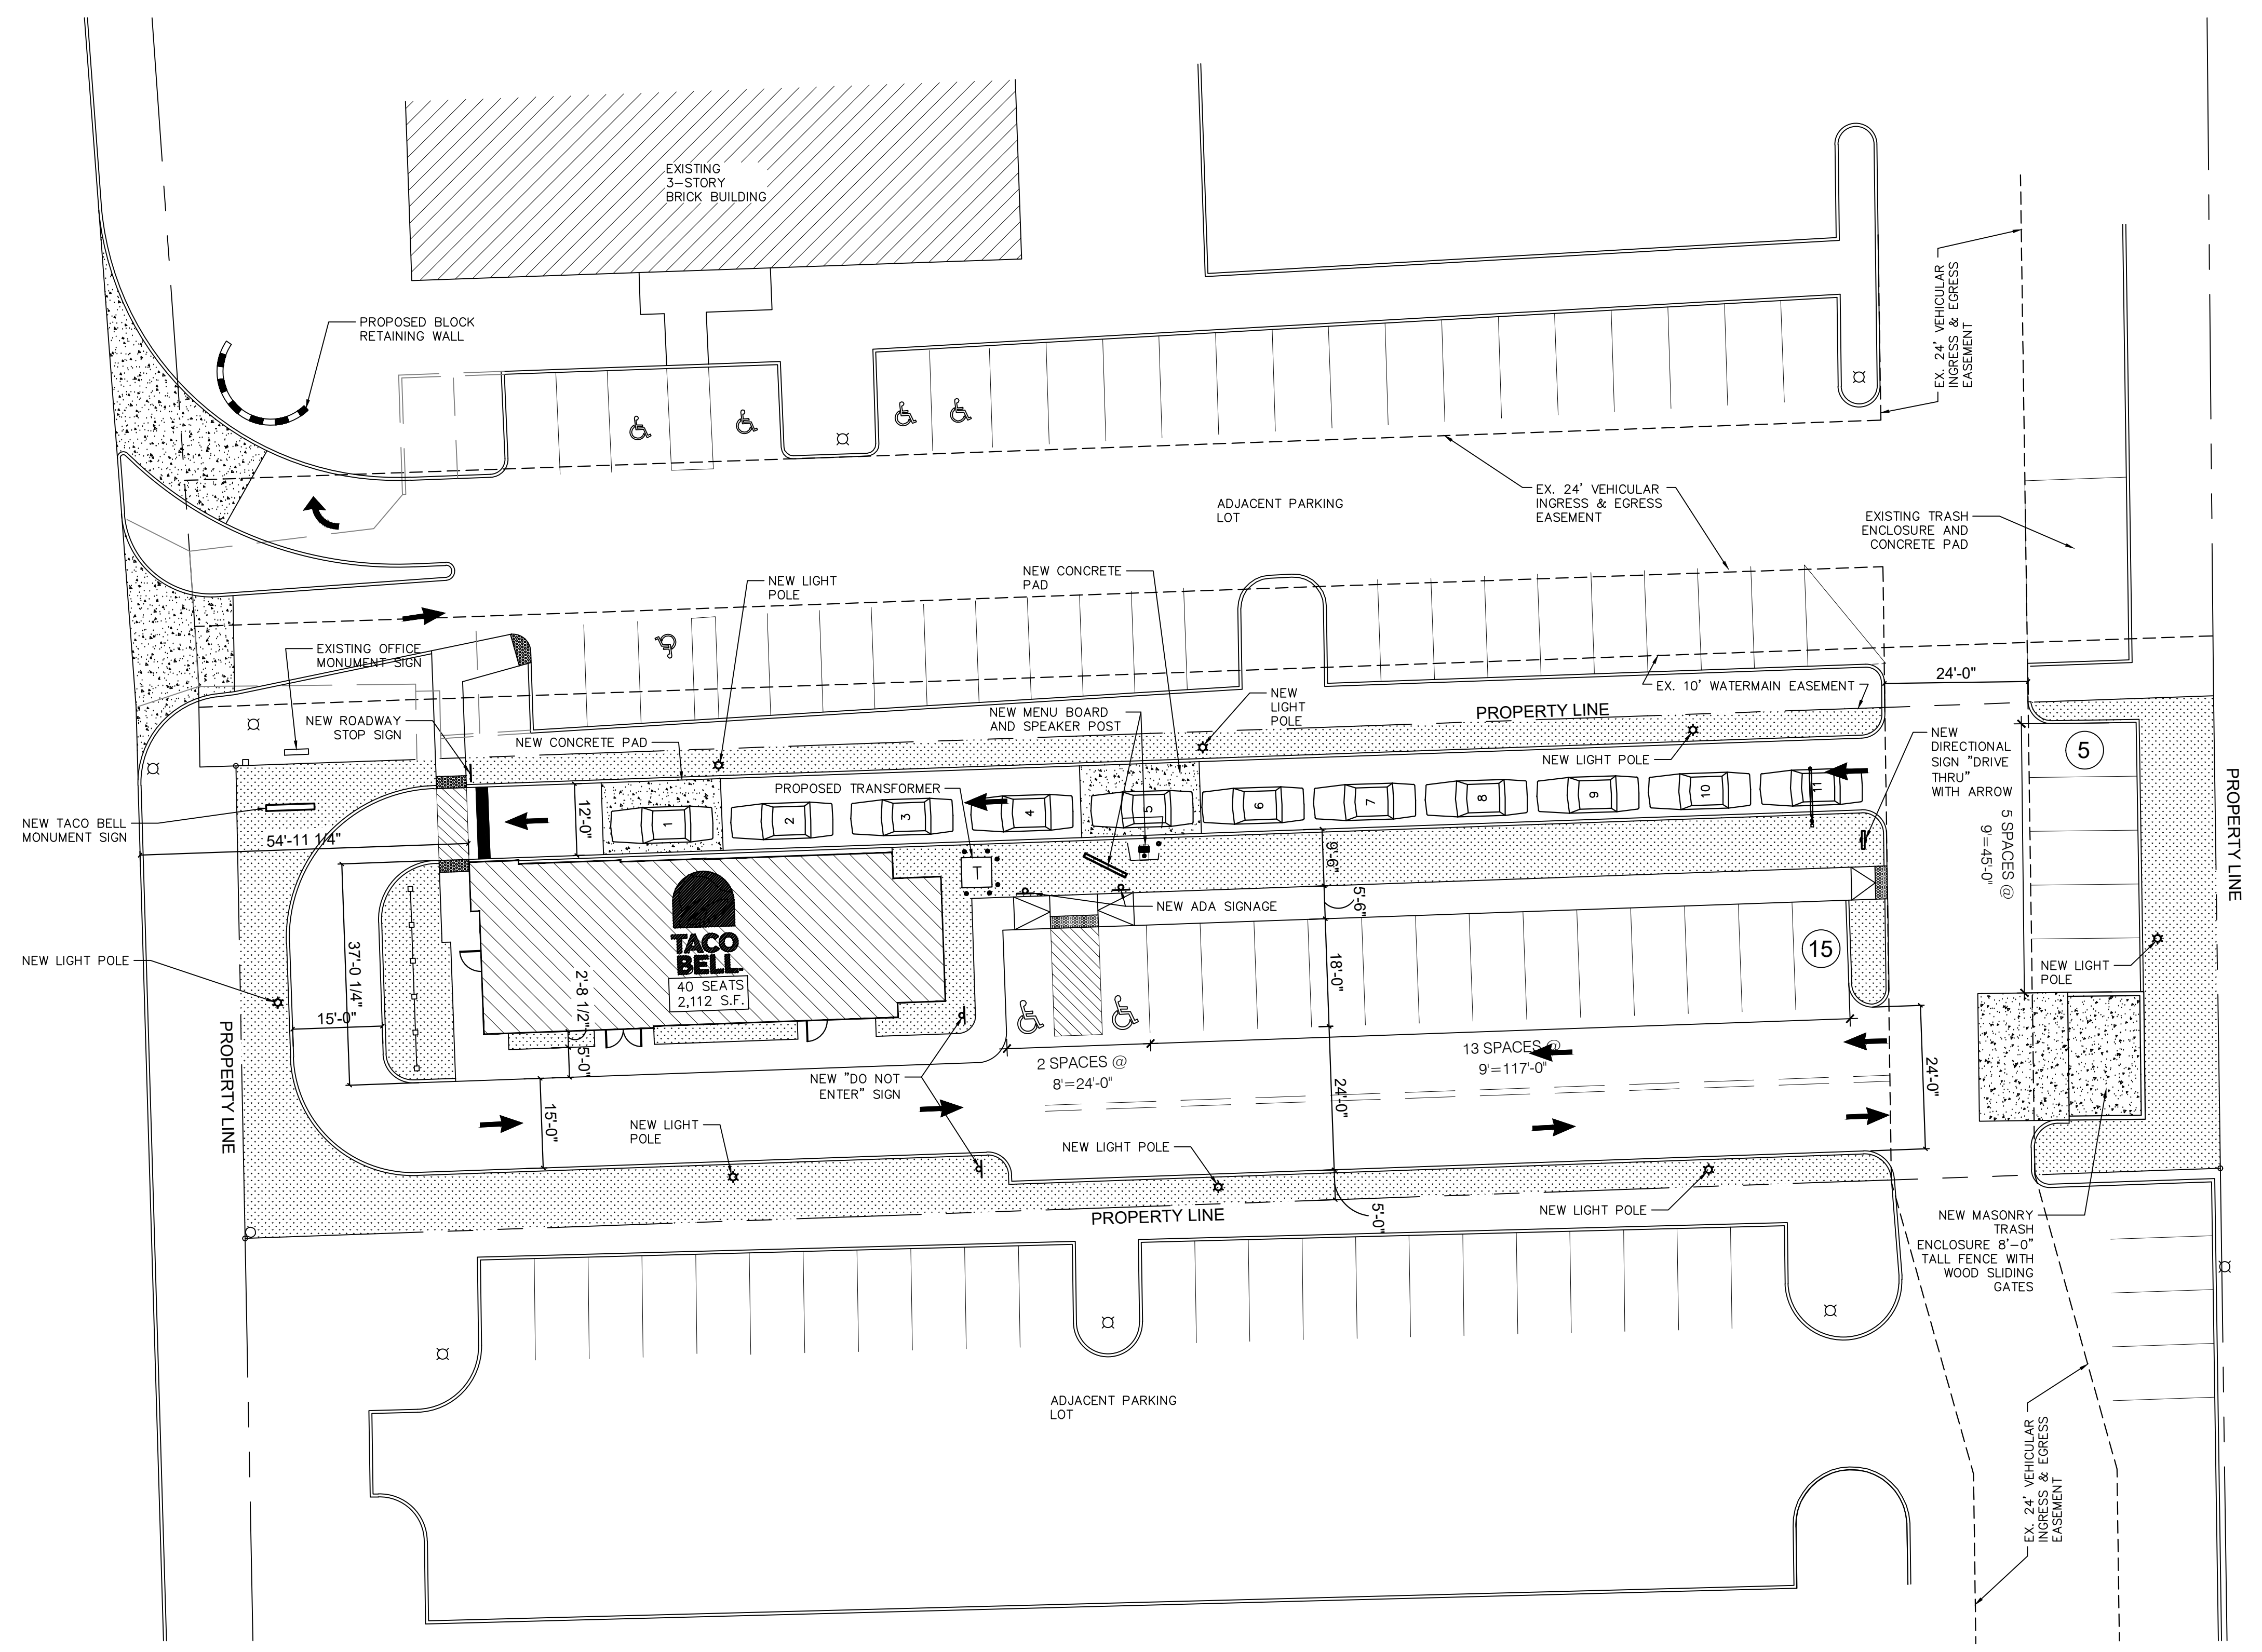 EXISTING
3-STORY
BRICK BUILDING
PROPOSED BLOCK
RETAINING WALL
EX. 24' VEHICULAR
INGRESS & EGRESS
EASEMENT
EX. 24' VEHICULAR
INGRESS & EGRESS
EASEMENT
ADJACENT PARKING
LOT
EXISTING TRASH
ENCLOSURE AND
CONCRETE PAD
NEW LIGHT
POLE
NEW CONCRETE
PAD
EXISTING OFFICE
MONUMENT SIGN
NEW ROADWAY
STOP SIGN
NEW CONCRETE PAD
NEW MENU BOARD
AND SPEAKER POST
NEW
LIGHT
POLE
EX. 10' WATERMAIN EASEMENT
PROPERTY LINE
24'-0"
NEW LIGHT POLE
NEW
DIRECTIONAL
SIGN "DRIVE
THRU"
WITH ARROW
5
5 SPACES @
9'=45'-0"
PROPERTY LINE
PROPOSED TRANSFORMER
12'-0"
1
2
3
4
5
6
7
8
9
10
11
NEW TACO BELL
MONUMENT SIGN
54'-11 1/4"
T
9'-6"
5'-6"
NEW ADA SIGNAGE
TACO
BELL
40 SEATS
2,112 S.F.
NEW LIGHT POLE
37'-0 1/4"
15'-0"
2'-8 1/2"
5'-0"
18'-0"
15
NEW LIGHT
POLE
PROPERTY LINE
2 SPACES @
8'=24'-0"
13 SPACES @
9'=117'-0"
NEW "DO NOT
ENTER" SIGN
24'-0"
24'-0"
15'-0"
NEW LIGHT
POLE
NEW LIGHT POLE
PROPERTY LINE
5'-0"
NEW LIGHT POLE
NEW MASONRY
TRASH
ENCLOSURE 8'-0"
TALL FENCE WITH
WOOD SLIDING
GATES
ADJACENT PARKING
LOT
EX. 24' VEHICULAR
INGRESS & EGRESS
EASEMENT